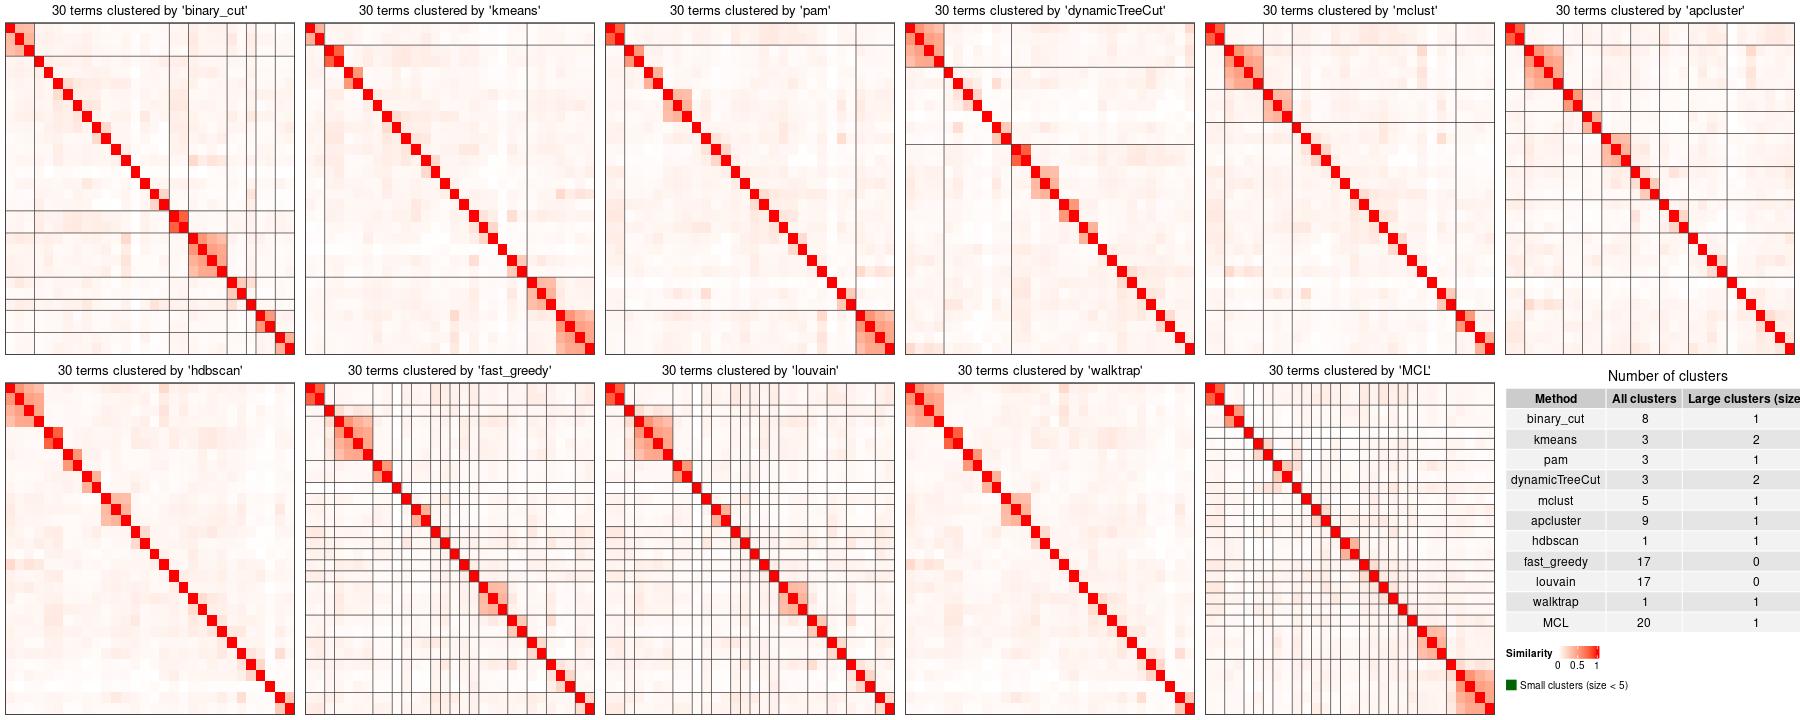 30 terms clustered by 'binary_cut'
30 terms clustered by 'kmeans'
30 terms clustered by 'pam'
30 terms clustered by 'dynamicTreeCut'
30 terms clustered by 'mclust'
30 terms clustered by 'apcluster'
30 terms clustered by 'hdbscan'
30 terms clustered by 'fast_greedy'
30 terms clustered by 'louvain'
30 terms clustered by 'walktrap'
30 terms clustered by 'MCL'
Number of clusters
Method All clusters Large clusters (size
binary_cut 8 1
kmeans 3 2
pam 3 1
dynamicTreeCut 3 2
mclust 5 1
apcluster 9 1
hdbscan 1 1
fast_greedy 17 0
louvain 17 0
walktrap 1 1
MCL 20 1
Similarity
0 0.5 1
Small clusters (size < 5)